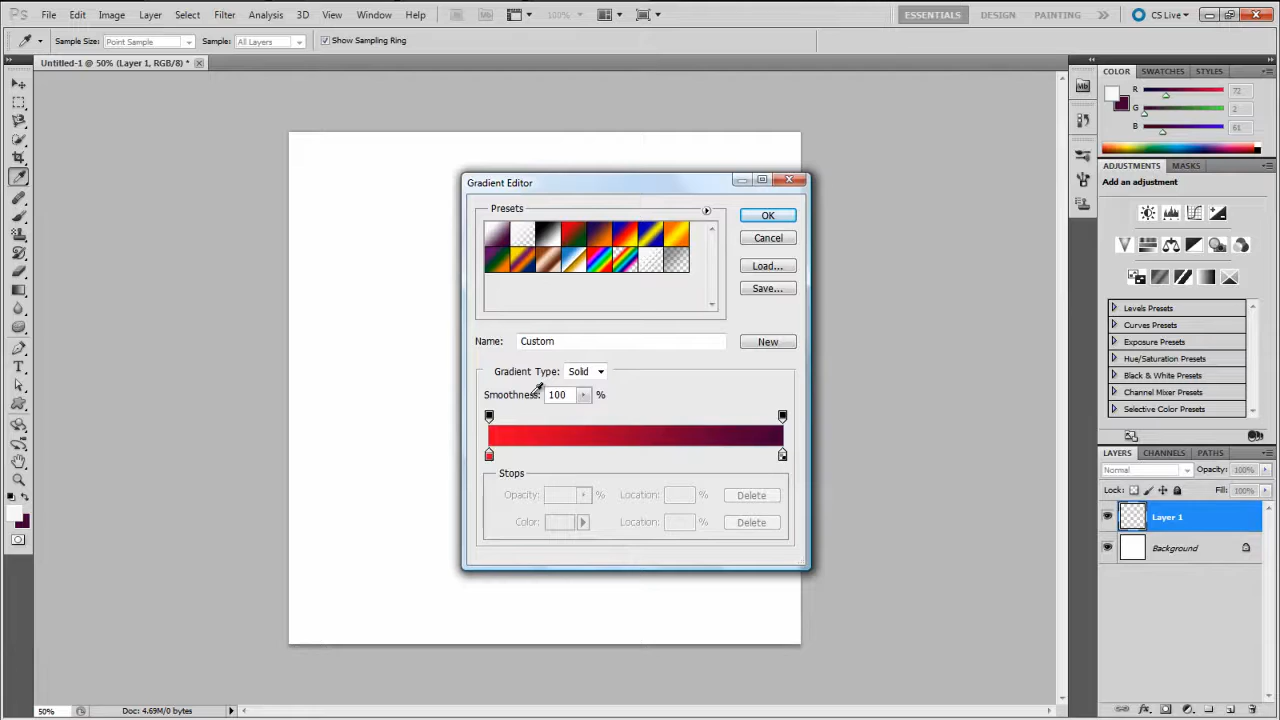 Ps File Edit Image Layer Select Filter Analysis 3D View Window Help 100% ESSENTIALS DESIGN PAINTING CS Live
Sample Size: Point Sample Sample: All Layers Show Sampling Ring
Untitled-1 @ 50% (Layer 1, RGB/8) *
COLOR SWATCHES STYLES
R 72
G 2
B 61
ADJUSTMENTS MASKS
Add an adjustment
Levels Presets
Curves Presets
Exposure Presets
Hue/Saturation Presets
Black & White Presets
Channel Mixer Presets
Selective Color Presets
LAYERS CHANNELS PATHS
Normal Opacity: 100%
Lock: Fill: 100%
Layer 1
Background
Gradient Editor
Presets
OK
Cancel
Load...
Save...
Name: Custom New
Gradient Type: Solid
Smoothness: 100 %
Stops
Opacity: % Location: % Delete
Color: Location: % Delete
50% Doc: 4.69M/0 bytes